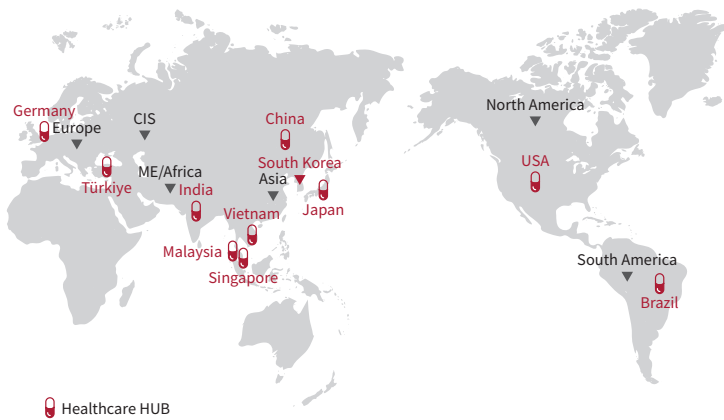 Germany
Europe
CIS
China
North America
ME/Africa
South Korea
USA
Türkiye
India
Asia
Vietnam
Japan
Malaysia
Singapore
South America
Brazil
Healthcare HUB